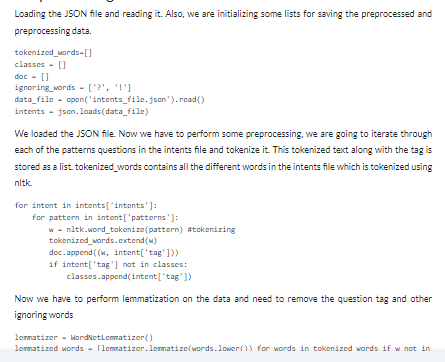 Loading the JSON file and reading it. Also, we are initializing some lists for saving the preprocessed and
preprocessing data.
tokenized_words=[]
classes = []
doc = []
ignoring_words = ['?', '!']
data_file = open('intents_file.json').read()
intents = json.loads(data_file)
We loaded the JSON file. Now we have to perform some preprocessing, we are going to iterate through
each of the patterns questions in the intents file and tokenize it. This tokenized text along with the tag is
stored as a list. tokenized_words contains all the different words in the intents file which is tokenized using
nltk.
for intent in intents['intents']:
    for pattern in intent['patterns']:
        w = nltk.word_tokenize(pattern) #tokenizing
        tokenized_words.extend(w)
        doc.append((w, intent['tag']))
        if intent['tag'] not in classes:
            classes.append(intent['tag'])
Now we have to perform lemmatization on the data and need to remove the question tag and other
ignoring words
lemmatizer = WordNetLemmatizer()
lemmatized_words = [lemmatizer.lemmatize(words.lower()) for words in tokenized_words if w not in